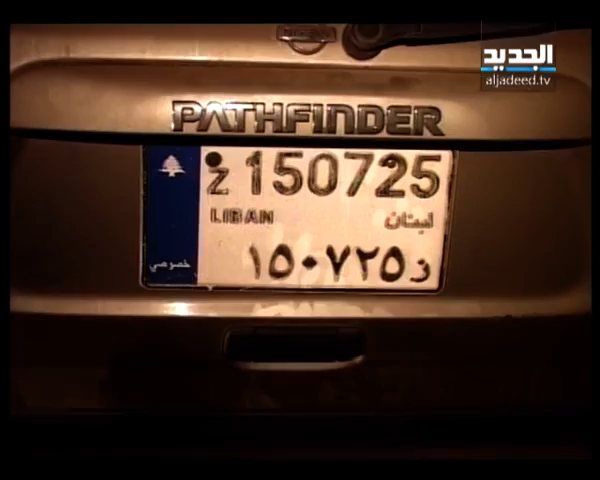 الجديد
aljadeed.tv
PATHFINDER
Z 150725
LIBAN لبنان
خصوصي
١٥٠٧٢٥ ز